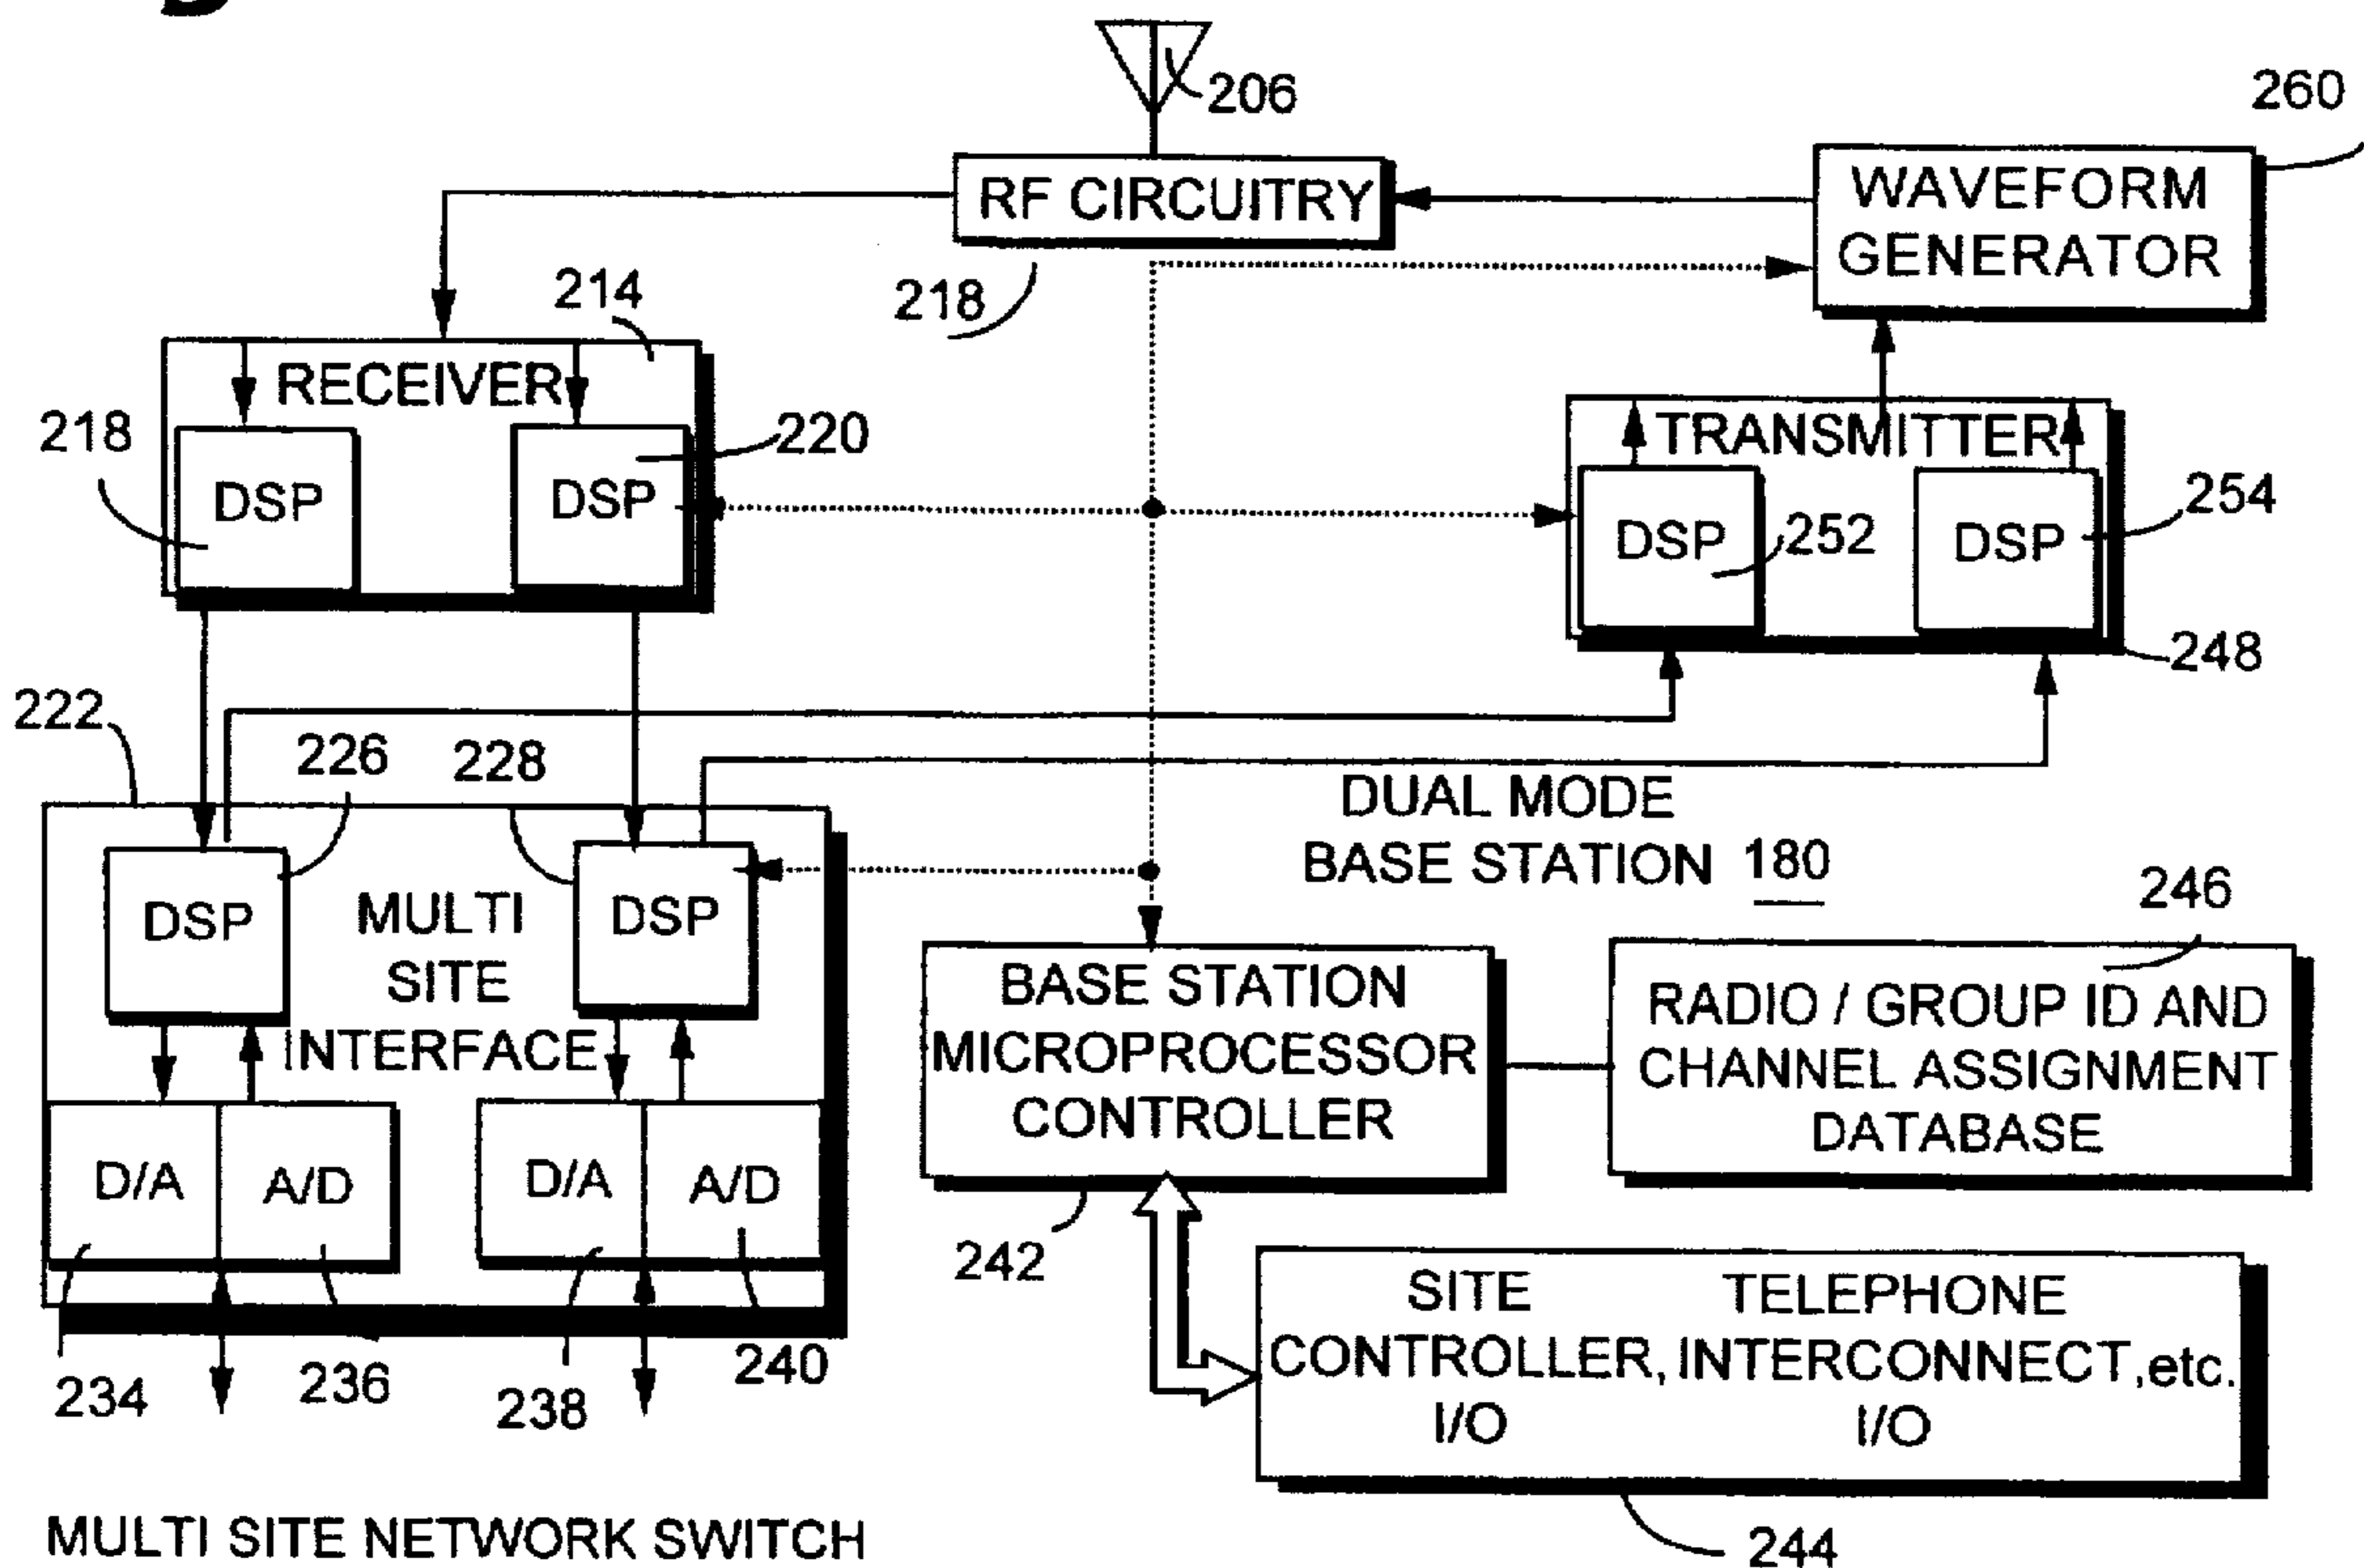 206
260
RF CIRCUITRY
WAVEFORM
GENERATOR
218
214
RECEIVER
218
220
DSP
DSP
TRANSMITTER
DSP
252
DSP
254
248
222
226
228
DUAL MODE
BASE STATION 180
DSP
MULTI
SITE
INTERFACE
DSP
D/A
A/D
D/A
A/D
234
236
238
240
BASE STATION
MICROPROCESSOR
CONTROLLER
242
246
RADIO / GROUP ID AND
CHANNEL ASSIGNMENT
DATABASE
SITE
CONTROLLER,
I/O
TELEPHONE
INTERCONNECT,etc.
I/O
244
MULTI SITE NETWORK SWITCH